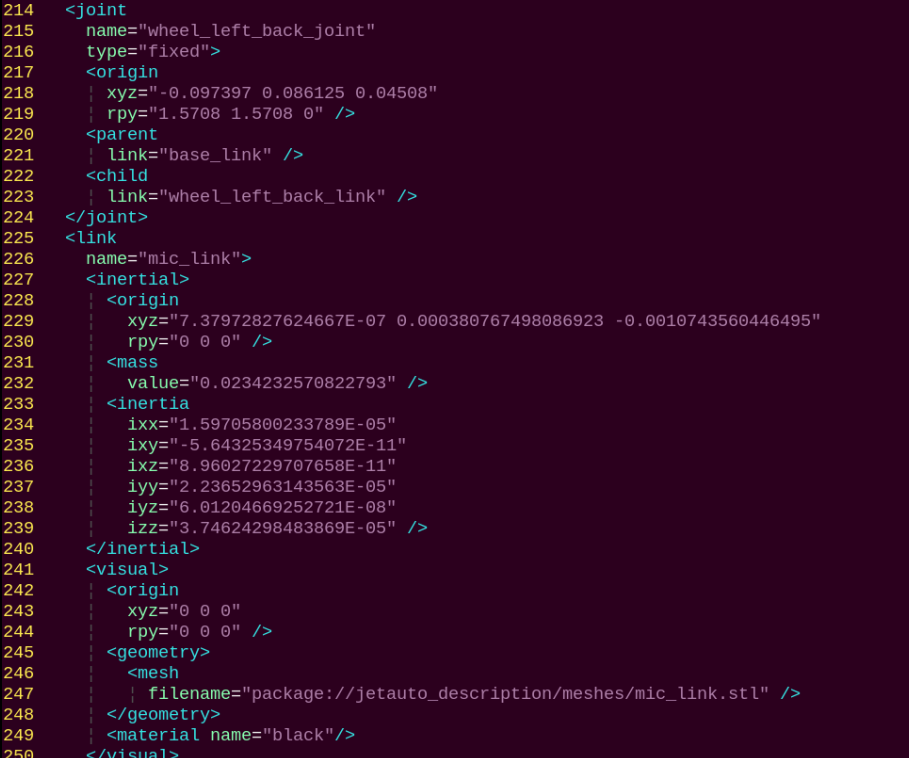 214 <joint
215 name="wheel_left_back_joint"
216 type="fixed">
217 <origin
218 xyz="-0.097397 0.086125 0.04508"
219 rpy="1.5708 1.5708 0" />
220 <parent
221 link="base_link" />
222 <child
223 link="wheel_left_back_link" />
224 </joint>
225 <link
226 name="mic_link">
227 <inertial>
228 <origin
229 xyz="7.37972827624667E-07 0.000380767498086923 -0.0010743560446495"
230 rpy="0 0 0" />
231 <mass
232 value="0.0234232570822793" />
233 <inertia
234 ixx="1.59705800233789E-05"
235 ixy="-5.64325349754072E-11"
236 ixz="8.96027229707658E-11"
237 iyy="2.23652963143563E-05"
238 iyz="6.01204669252721E-08"
239 izz="3.74624298483869E-05" />
240 </inertial>
241 <visual>
242 <origin
243 xyz="0 0 0"
244 rpy="0 0 0" />
245 <geometry>
246 <mesh
247 filename="package://jetauto_description/meshes/mic_link.stl" />
248 </geometry>
249 <material name="black"/>
250 </visual>